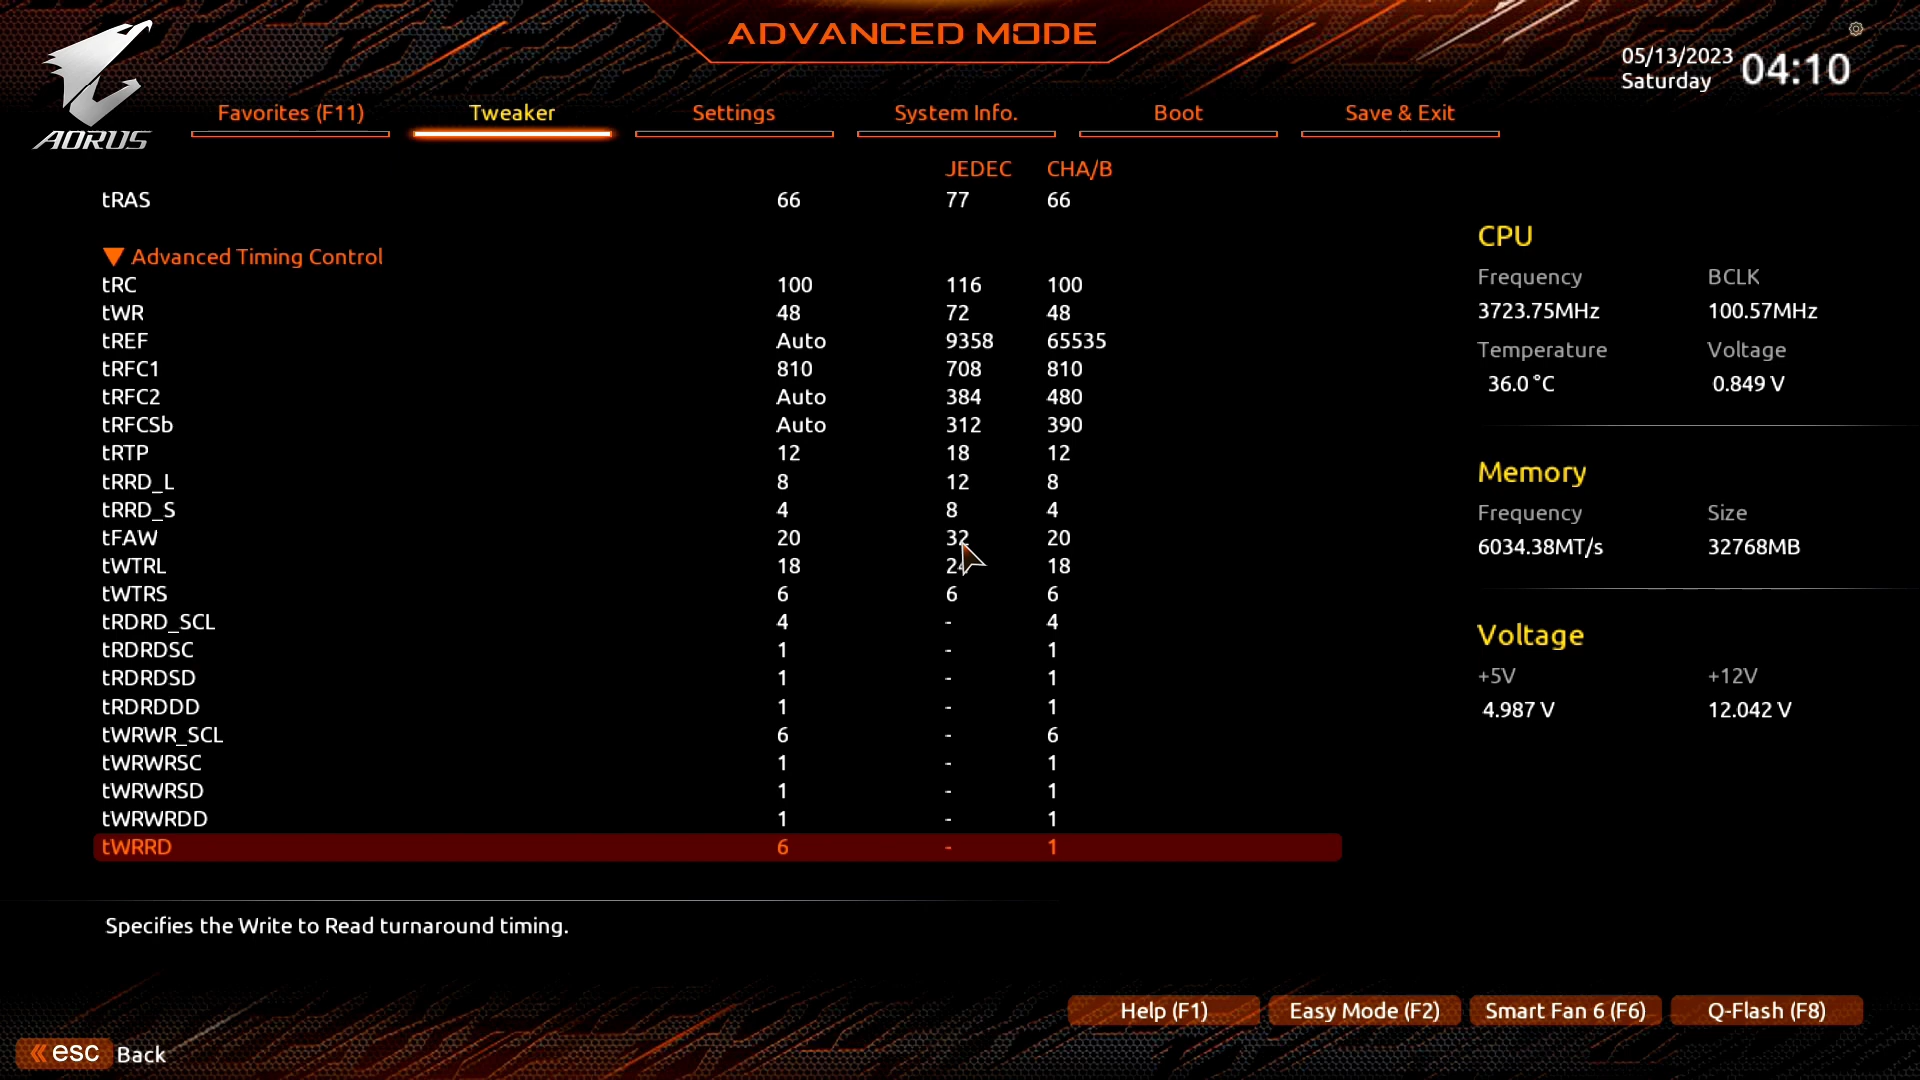 ADVANCED MODE
05/13/2023
Saturday
04:10
AORUS
Favorites (F11) Tweaker Settings System Info. Boot Save & Exit
JEDEC CHA/B
tRAS 66 77 66
Advanced Timing Control
tRC 100 116 100
tWR 48 72 48
tREF Auto 9358 65535
tRFC1 810 708 810
tRFC2 Auto 384 480
tRFCSb Auto 312 390
tRTP 12 18 12
tRRD_L 8 12 8
tRRD_S 4 8 4
tFAW 20 32 20
tWTRL 18 18
tWTRS 6 6 6
tRDRD_SCL 4 - 4
tRDRDSC 1 - 1
tRDRDSD 1 - 1
tRDRDDD 1 - 1
tWRWR_SCL 6 - 6
tWRWRSC 1 - 1
tWRWRSD 1 - 1
tWRWRDD 1 - 1
tWRRD 6 - 1
Specifies the Write to Read turnaround timing.
CPU
Frequency BCLK
3723.75MHz 100.57MHz
Temperature Voltage
36.0 °C 0.849 V
Memory
Frequency Size
6034.38MT/s 32768MB
Voltage
+5V +12V
4.987 V 12.042 V
Help (F1) Easy Mode (F2) Smart Fan 6 (F6) Q-Flash (F8)
esc Back